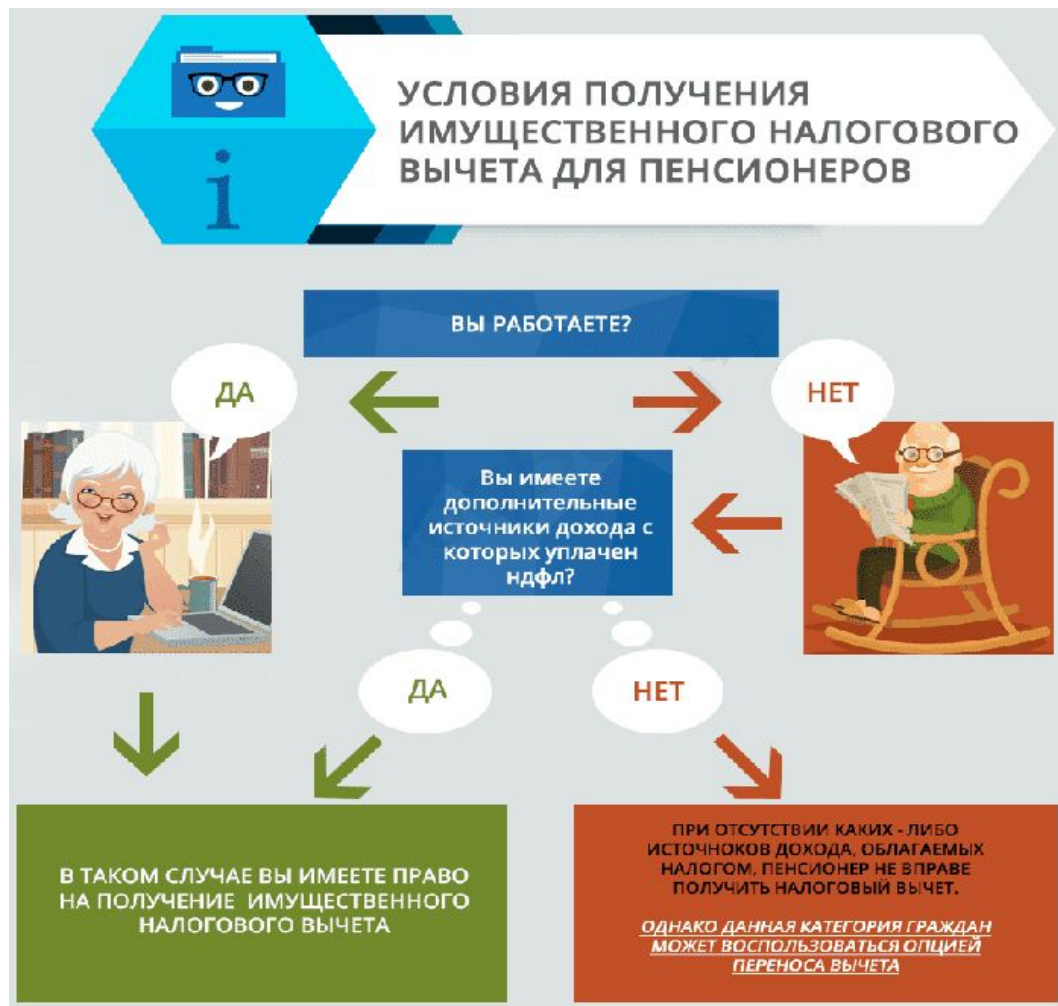 i
УСЛОВИЯ ПОЛУЧЕНИЯ
ИМУЩЕСТВЕННОГО НАЛОГОВОГО
ВЫЧЕТА ДЛЯ ПЕНСИОНЕРОВ
ВЫ РАБОТАЕТЕ?
ДА
НЕТ
Вы имеете
дополнительные
источники дохода с
которых уплачен
ндфл?
ДА
НЕТ
В ТАКОМ СЛУЧАЕ ВЫ ИМЕЕТЕ ПРАВО
НА ПОЛУЧЕНИЕ ИМУЩЕСТВЕННОГО
НАЛОГОВОГО ВЫЧЕТА
ПРИ ОТСУТСТВИИ КАКИХ - ЛИБО
ИСТОЧНОКОВ ДОХОДА, ОБЛАГАЕМЫХ
НАЛОГОМ, ПЕНСИОНЕР НЕ ВПРАВЕ
ПОЛУЧИТЬ НАЛОГОВЫЙ ВЫЧЕТ.
ОДНАКО ДАННАЯ КАТЕГОРИЯ ГРАЖДАН
МОЖЕТ ВОСПОЛЬЗОВАТЬСЯ ОПЦИЕЙ
ПЕРЕНОСА ВЫЧЕТА